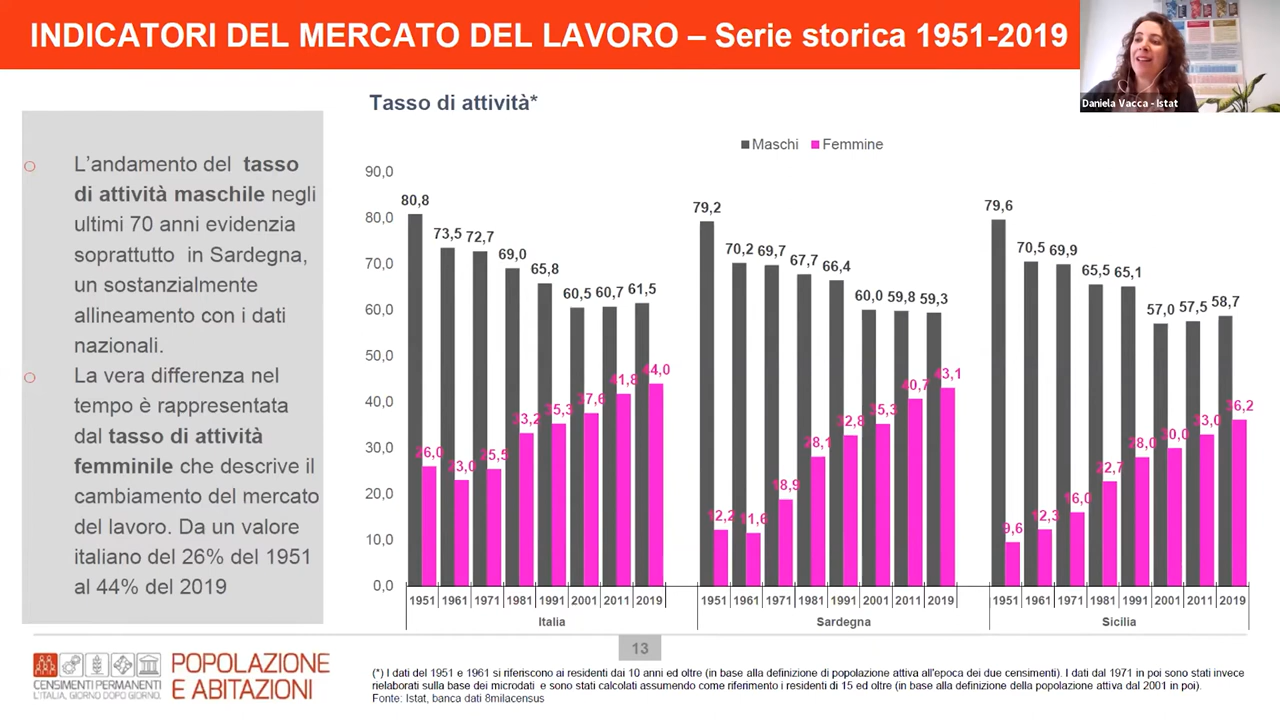 INDICATORI DEL MERCATO DEL LAVORO – Serie storica 1951-2019
Daniela Vacca - Istat
Tasso di attività*
L'andamento del tasso
di attività maschile negli
ultimi 70 anni evidenzia
soprattutto in Sardegna,
un sostanzialmente
allineamento con i dati
nazionali.
La vera differenza nel
tempo è rappresentata
dal tasso di attività
femminile che descrive il
cambiamento del mercato
del lavoro. Da un valore
italiano del 26% del 1951
al 44% del 2019
Maschi Femmine
90,0
80,0
70,0
60,0
50,0
40,0
30,0
20,0
10,0
0,0
80,8 73,5 72,7 69,0 65,8 60,5 60,7 61,5
26,0 23,0 25,5 33,2 35,3 37,6 41,8 44,0
1951 1961 1971 1981 1991 2001 2011 2019
Italia
79,2 70,2 69,7 67,7 66,4 60,0 59,8 59,3
12,2 11,6 18,9 28,1 32,8 35,3 40,7 43,1
1951 1961 1971 1981 1991 2001 2011 2019
Sardegna
79,6 70,5 69,9 65,5 65,1 57,0 57,5 58,7
9,6 12,3 16,0 22,7 28,0 30,0 33,0 36,2
1951 1961 1971 1981 1991 2001 2011 2019
Sicilia
13
CENSIMENTI PERMANENTI
L'ITALIA, GIORNO DOPO GIORNO.
POPOLAZIONE
E ABITAZIONI
(*) I dati del 1951 e 1961 si riferiscono ai residenti dai 10 anni ed oltre (in base alla definizione di popolazione attiva all'epoca dei due censimenti). I dati dal 1971 in poi sono stati invece
rielaborati sulla base dei microdati e sono stati calcolati assumendo come riferimento i residenti di 15 ed oltre (in base alla definizione della popolazione attiva dal 2001 in poi).
Fonte: Istat, banca dati 8milacensus